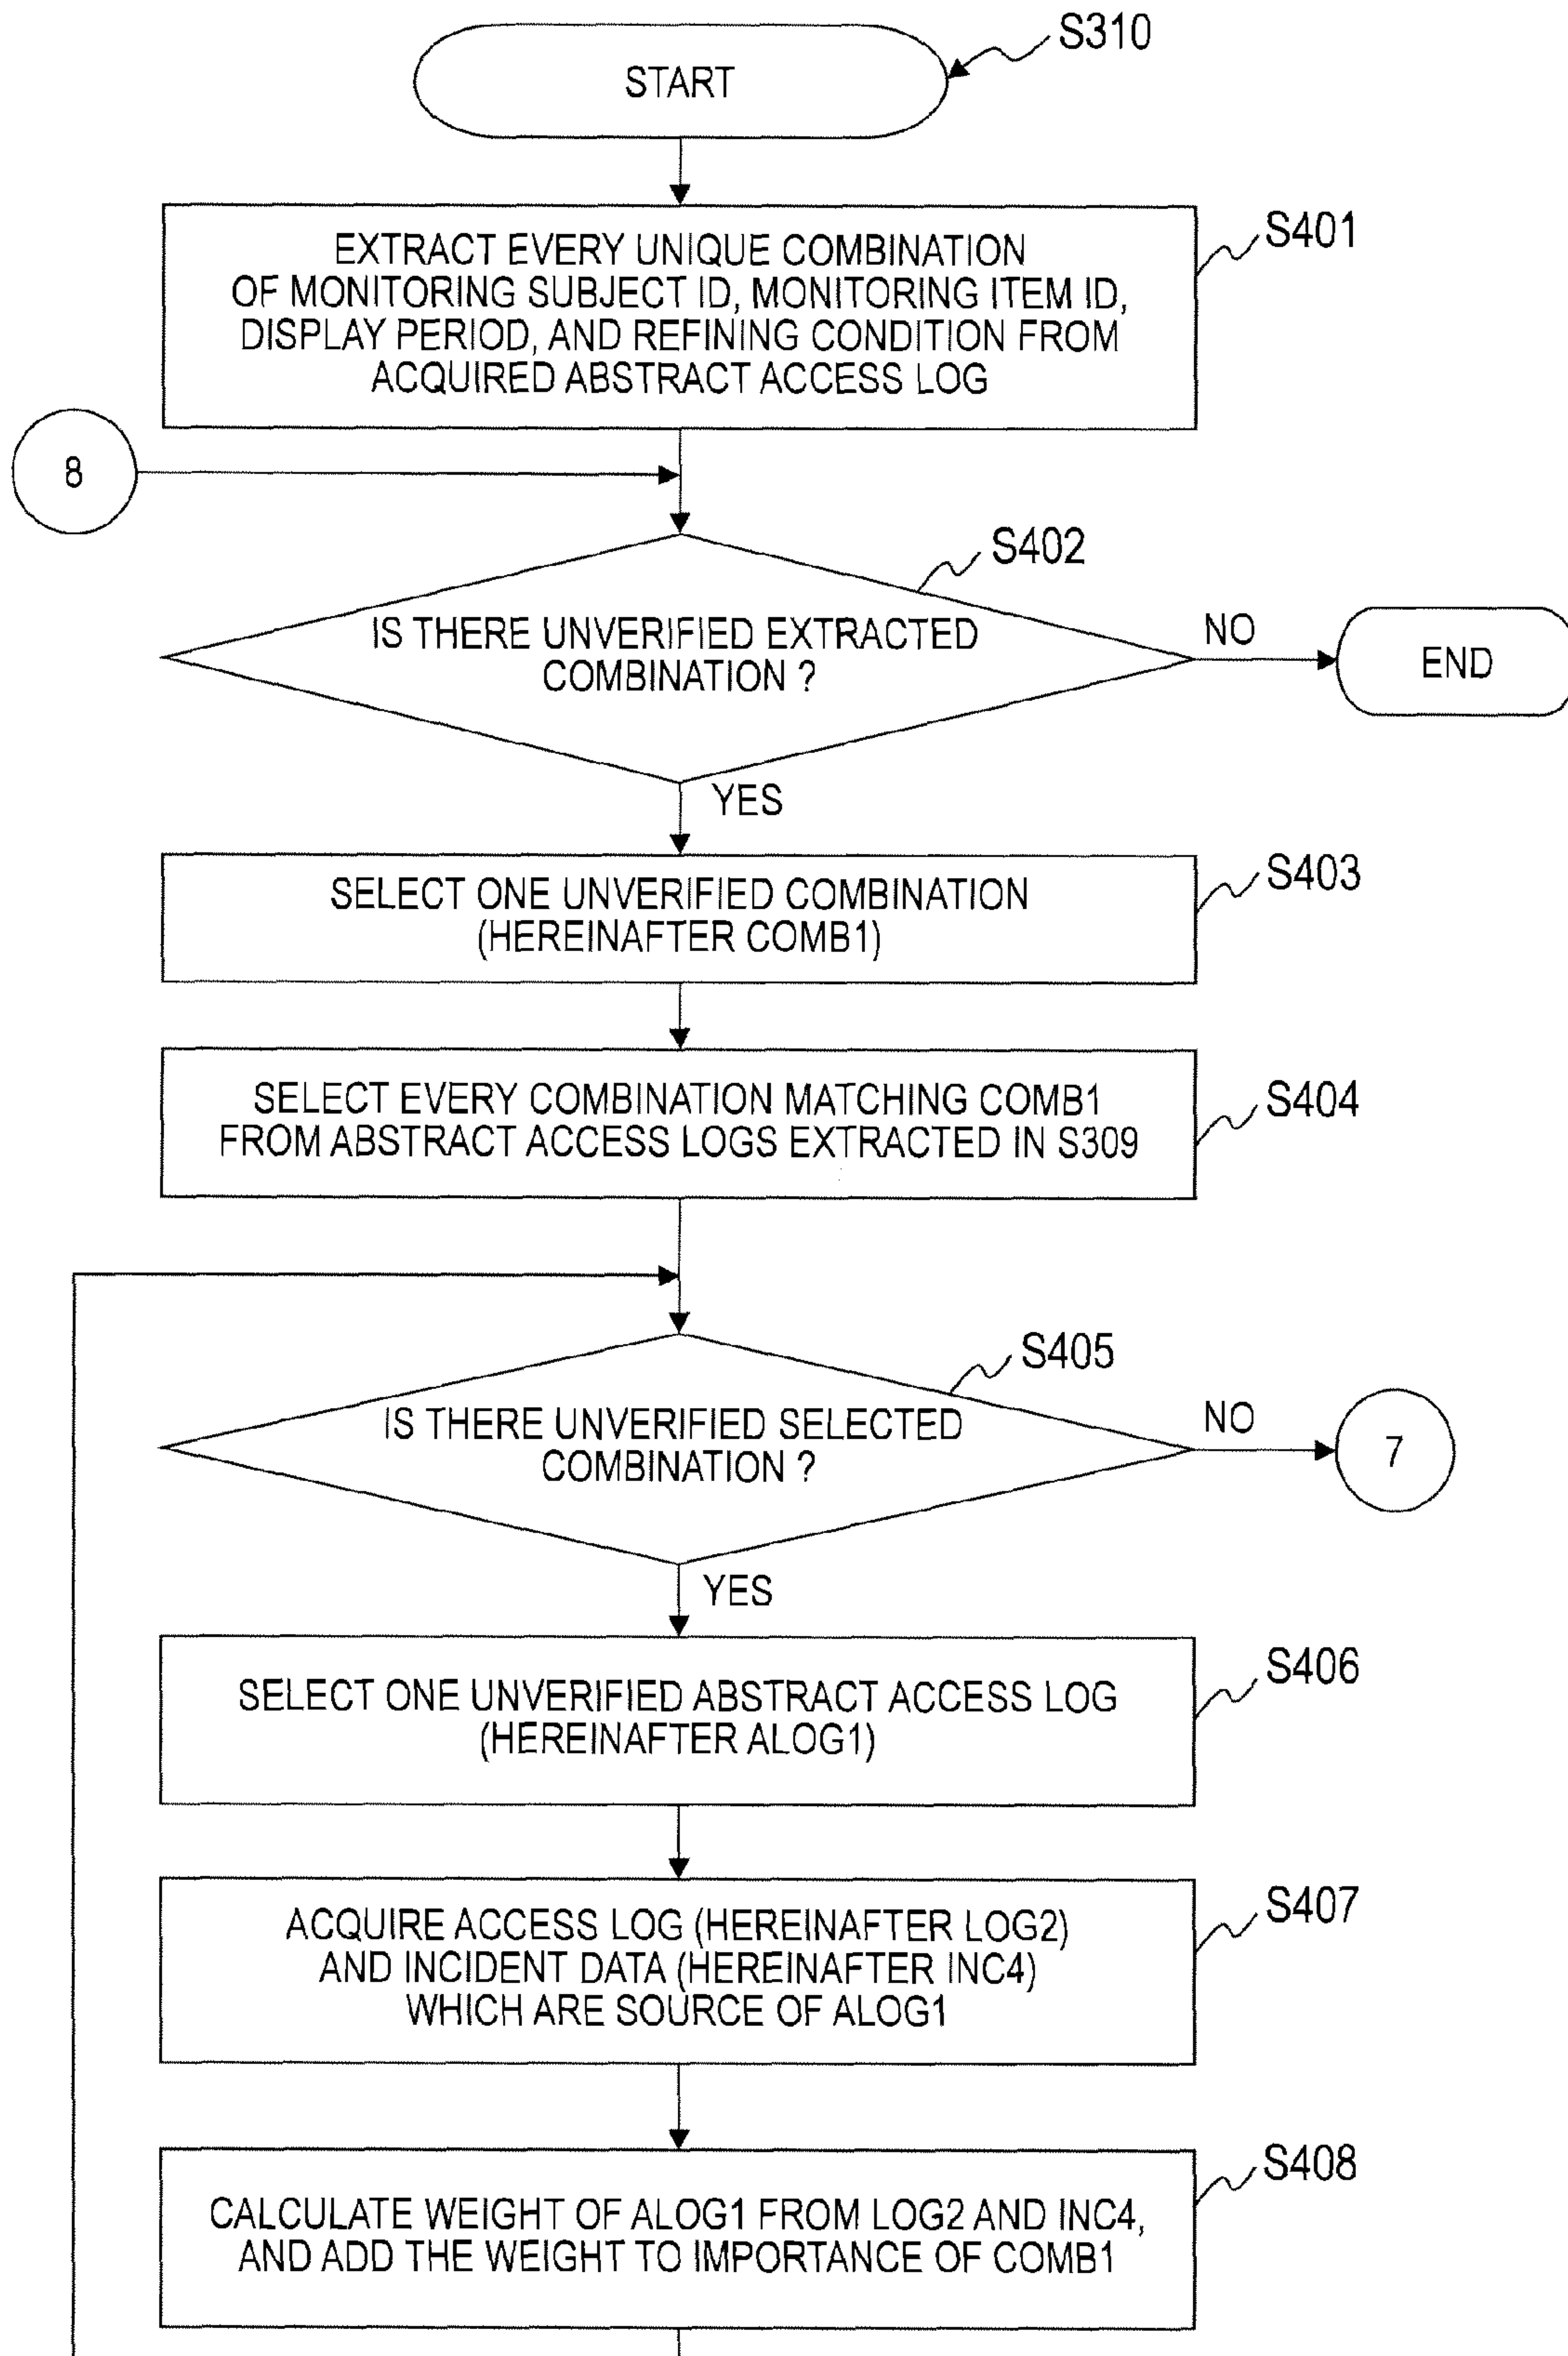 S310
START
S401
EXTRACT EVERY UNIQUE COMBINATION
OF MONITORING SUBJECT ID, MONITORING ITEM ID,
DISPLAY PERIOD, AND REFINING CONDITION FROM
ACQUIRED ABSTRACT ACCESS LOG
8
S402
IS THERE UNVERIFIED EXTRACTED
COMBINATION ?
NO
END
YES
S403
SELECT ONE UNVERIFIED COMBINATION
(HEREINAFTER COMB1)
S404
SELECT EVERY COMBINATION MATCHING COMB1
FROM ABSTRACT ACCESS LOGS EXTRACTED IN S309
S405
IS THERE UNVERIFIED SELECTED
COMBINATION ?
NO
7
YES
S406
SELECT ONE UNVERIFIED ABSTRACT ACCESS LOG
(HEREINAFTER ALOG1)
S407
ACQUIRE ACCESS LOG (HEREINAFTER LOG2)
AND INCIDENT DATA (HEREINAFTER INC4)
WHICH ARE SOURCE OF ALOG1
S408
CALCULATE WEIGHT OF ALOG1 FROM LOG2 AND INC4,
AND ADD THE WEIGHT TO IMPORTANCE OF COMB1